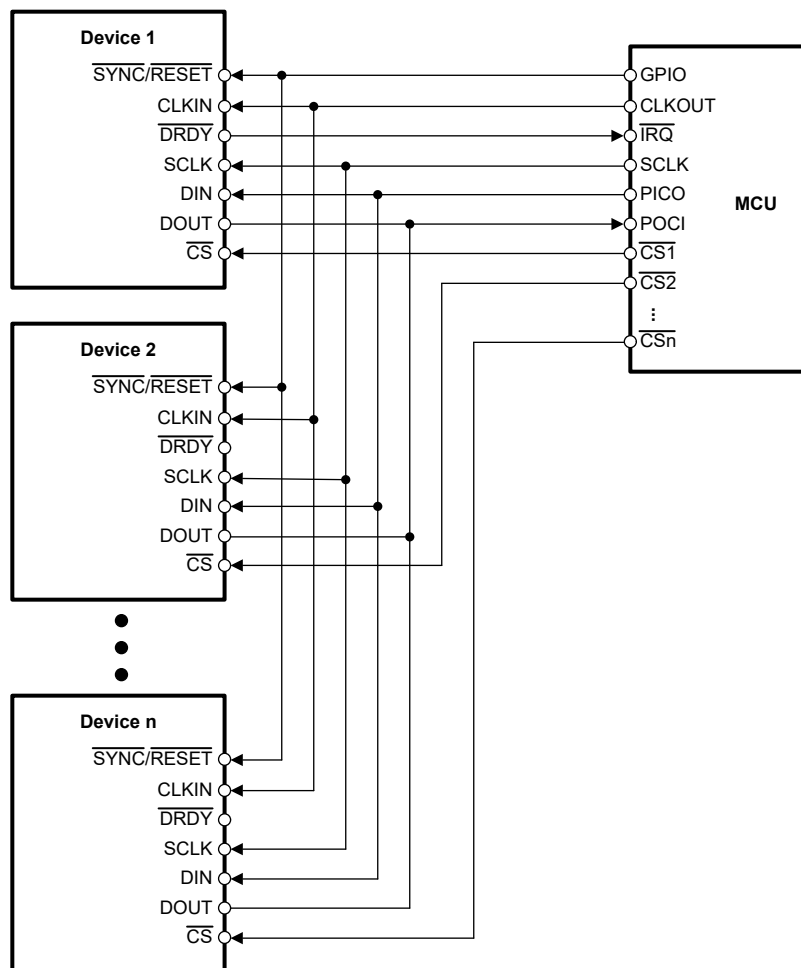 Device 1
SYNC/RESET
CLKIN
DRDY
SCLK
DIN
DOUT
CS
GPIO
CLKOUT
IRQ
SCLK
PICO
POCI
CS1
CS2
⋮
CSn
MCU
Device 2
SYNC/RESET
CLKIN
DRDY
SCLK
DIN
DOUT
CS
Device n
SYNC/RESET
CLKIN
DRDY
SCLK
DIN
DOUT
CS